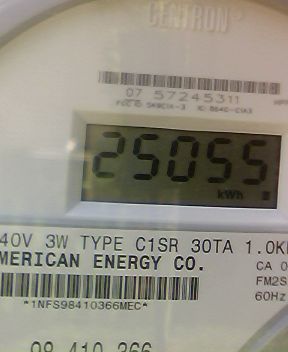 CENTRON
07 57245311
25055
kWh
40V 3W TYPE C1SR 30TA 1.0K
MERICAN ENERGY CO.
CA 0
FM2S
60Hz
*1NFS98410366MEC*
98 410 366